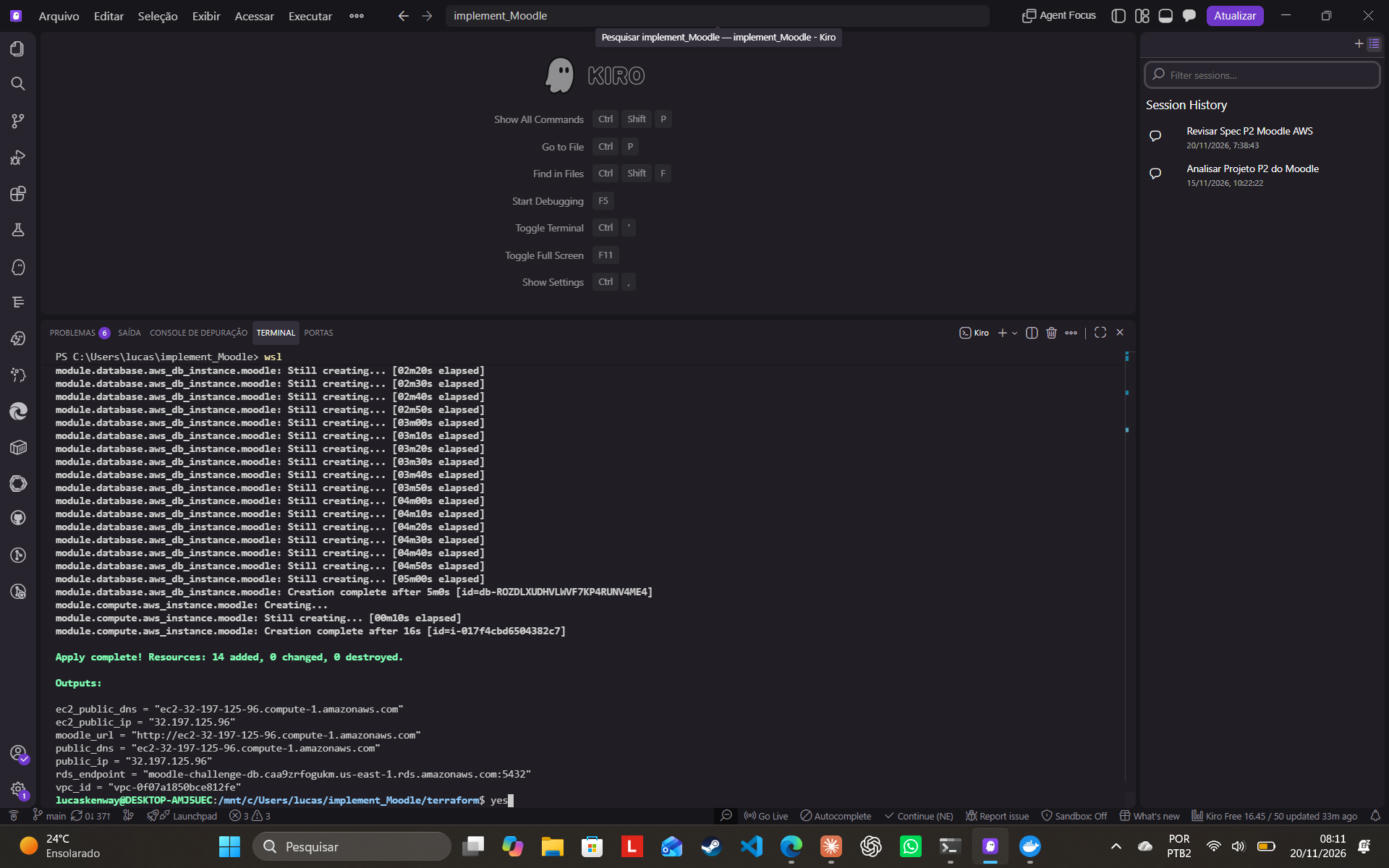 Arquivo Editar Seleção Exibir Acessar Executar
implement_Moodle
Agent Focus
Atualizar
Pesquisar implement_Moodle — implement_Moodle - Kiro
KIRO
Show All Commands Ctrl Shift P
Go to File Ctrl P
Find in Files Ctrl Shift F
Start Debugging F5
Toggle Terminal Ctrl '
Toggle Full Screen F11
Show Settings Ctrl ,
Filter sessions...
Session History
Revisar Spec P2 Moodle AWS
20/11/2026, 7:38:43
Analisar Projeto P2 do Moodle
15/11/2026, 10:22:22
PROBLEMAS 6 SAÍDA CONSOLE DE DEPURAÇÃO TERMINAL PORTAS
Kiro
PS C:\Users\lucas\implement_Moodle> wsl
module.database.aws_db_instance.moodle: Still creating... [02m20s elapsed]
module.database.aws_db_instance.moodle: Still creating... [02m30s elapsed]
module.database.aws_db_instance.moodle: Still creating... [02m40s elapsed]
module.database.aws_db_instance.moodle: Still creating... [02m50s elapsed]
module.database.aws_db_instance.moodle: Still creating... [03m00s elapsed]
module.database.aws_db_instance.moodle: Still creating... [03m10s elapsed]
module.database.aws_db_instance.moodle: Still creating... [03m20s elapsed]
module.database.aws_db_instance.moodle: Still creating... [03m30s elapsed]
module.database.aws_db_instance.moodle: Still creating... [03m40s elapsed]
module.database.aws_db_instance.moodle: Still creating... [03m50s elapsed]
module.database.aws_db_instance.moodle: Still creating... [04m00s elapsed]
module.database.aws_db_instance.moodle: Still creating... [04m10s elapsed]
module.database.aws_db_instance.moodle: Still creating... [04m20s elapsed]
module.database.aws_db_instance.moodle: Still creating... [04m30s elapsed]
module.database.aws_db_instance.moodle: Still creating... [04m40s elapsed]
module.database.aws_db_instance.moodle: Still creating... [04m50s elapsed]
module.database.aws_db_instance.moodle: Still creating... [05m00s elapsed]
module.database.aws_db_instance.moodle: Creation complete after 5m0s [id=db-ROZDLXUDHVLWVF7KP4RUNV4ME4]
module.compute.aws_instance.moodle: Creating...
module.compute.aws_instance.moodle: Still creating... [00m10s elapsed]
module.compute.aws_instance.moodle: Creation complete after 16s [id=i-017f4cbd6504382c7]
Apply complete! Resources: 14 added, 0 changed, 0 destroyed.
Outputs:
ec2_public_dns = "ec2-32-197-125-96.compute-1.amazonaws.com"
ec2_public_ip = "32.197.125.96"
moodle_url = "http://ec2-32-197-125-96.compute-1.amazonaws.com"
public_dns = "ec2-32-197-125-96.compute-1.amazonaws.com"
public_ip = "32.197.125.96"
rds_endpoint = "moodle-challenge-db.caa9zrfogukm.us-east-1.rds.amazonaws.com:5432"
vpc_id = "vpc-0f07a1850bce812fe"
lucaskenway@DESKTOP-AMJ5UEC:/mnt/c/Users/lucas/implement_Moodle/terraform$ yes
1
main 0↓ 37↑ Launchpad 3 3 Go Live Autocomplete Continue (NE) Report issue Sandbox: Off What's new Kiro Free 16.45 / 50 updated 33m ago
24°C
Ensolarado
Pesquisar
L
POR
PTB2
08:11
20/11/2026